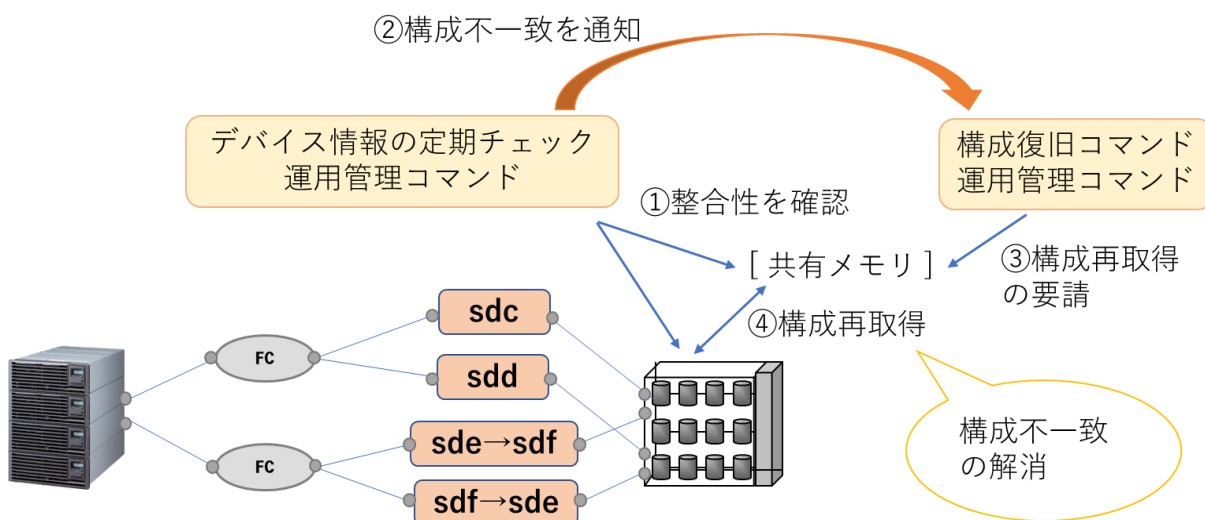 ②構成不一致を通知
デバイス情報の定期チェック
運用管理コマンド
構成復旧コマンド
運用管理コマンド
①整合性を確認
[ 共有メモリ ]
③構成再取得
の要請
④構成再取得
sdc
sdd
sde→sdf
sdf→sde
FC
FC
構成不一致
の解消